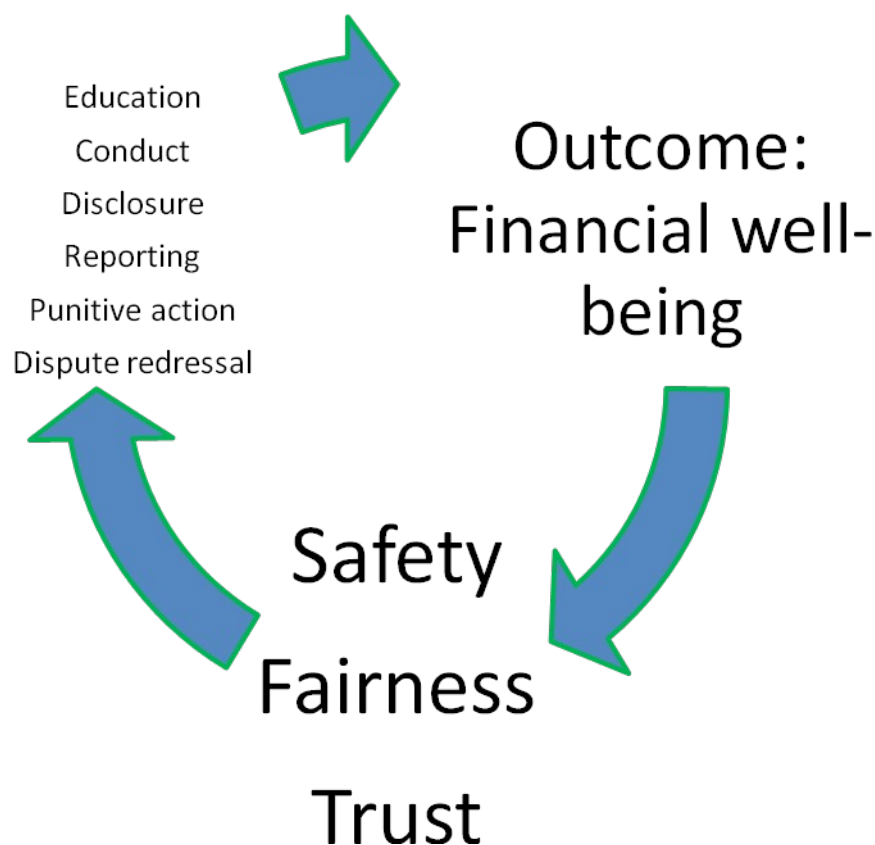 Education
Conduct
Disclosure
Reporting
Punitive action
Dispute redressal
Outcome:
Financial well-
being
Safety
Fairness
Trust